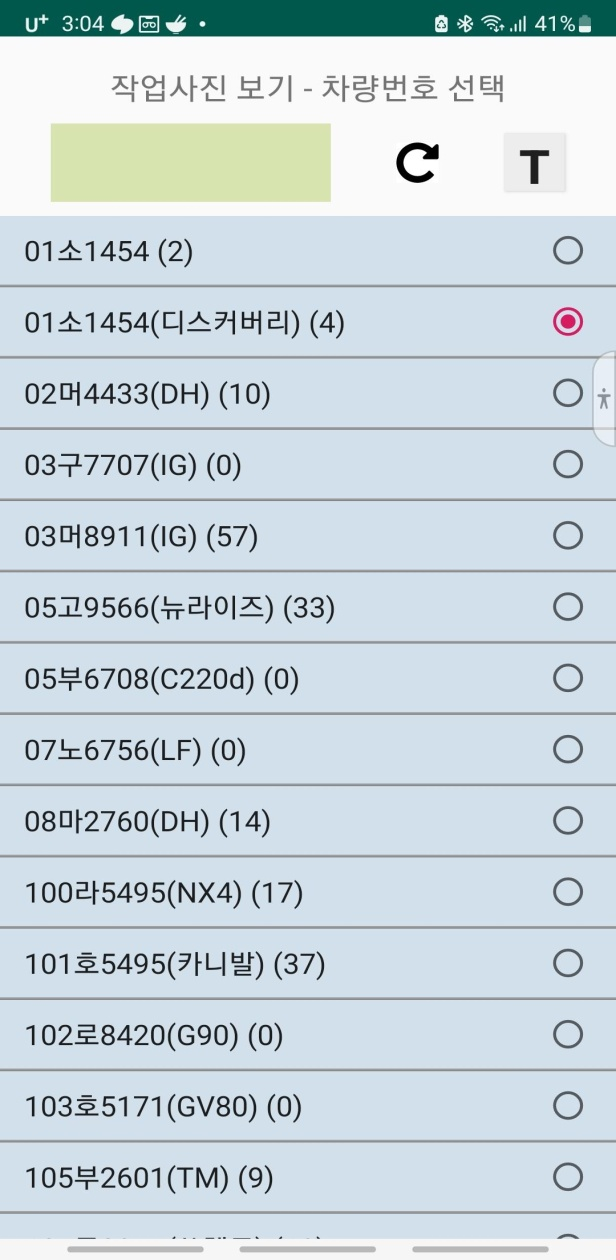 U+ 3:04 41%
작업사진 보기 - 차량번호 선택
T
01소1454 (2)
01소1454(디스커버리) (4)
02머4433(DH) (10)
03구7707(IG) (0)
03머8911(IG) (57)
05고9566(뉴라이즈) (33)
05부6708(C220d) (0)
07노6756(LF) (0)
08마2760(DH) (14)
100라5495(NX4) (17)
101호5495(카니발) (37)
102로8420(G90) (0)
103호5171(GV80) (0)
105부2601(TM) (9)